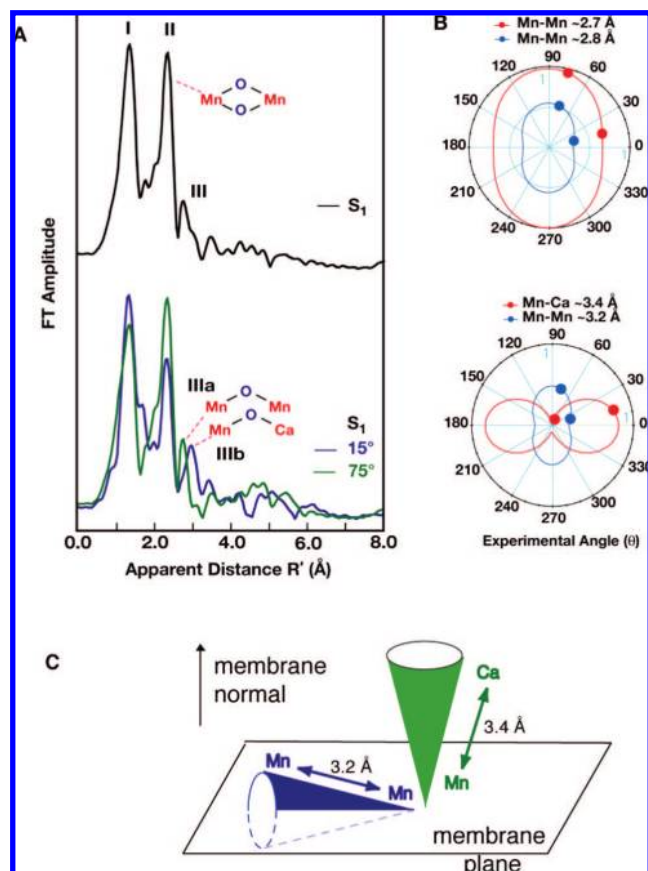 A
I
II
O
Mn
Mn
O
III
— S1
FT Amplitude
IIIa
O
Mn
Mn
O
Mn
Ca
IIIb
S1
15°
75°
0.0
2.0
4.0
6.0
8.0
Apparent Distance R' (Å)
B
Mn-Mn ~2.7 Å
Mn-Mn ~2.8 Å
90
120
60
1
150
30
180
0
1
210
330
240
300
270
Mn-Ca ~3.4 Å
Mn-Mn ~3.2 Å
90
120
60
1
150
30
1
180
0
210
330
240
300
270
Experimental Angle (θ)
C
membrane
normal
Ca
3.4 Å
Mn
Mn
3.2 Å
Mn
membrane
plane